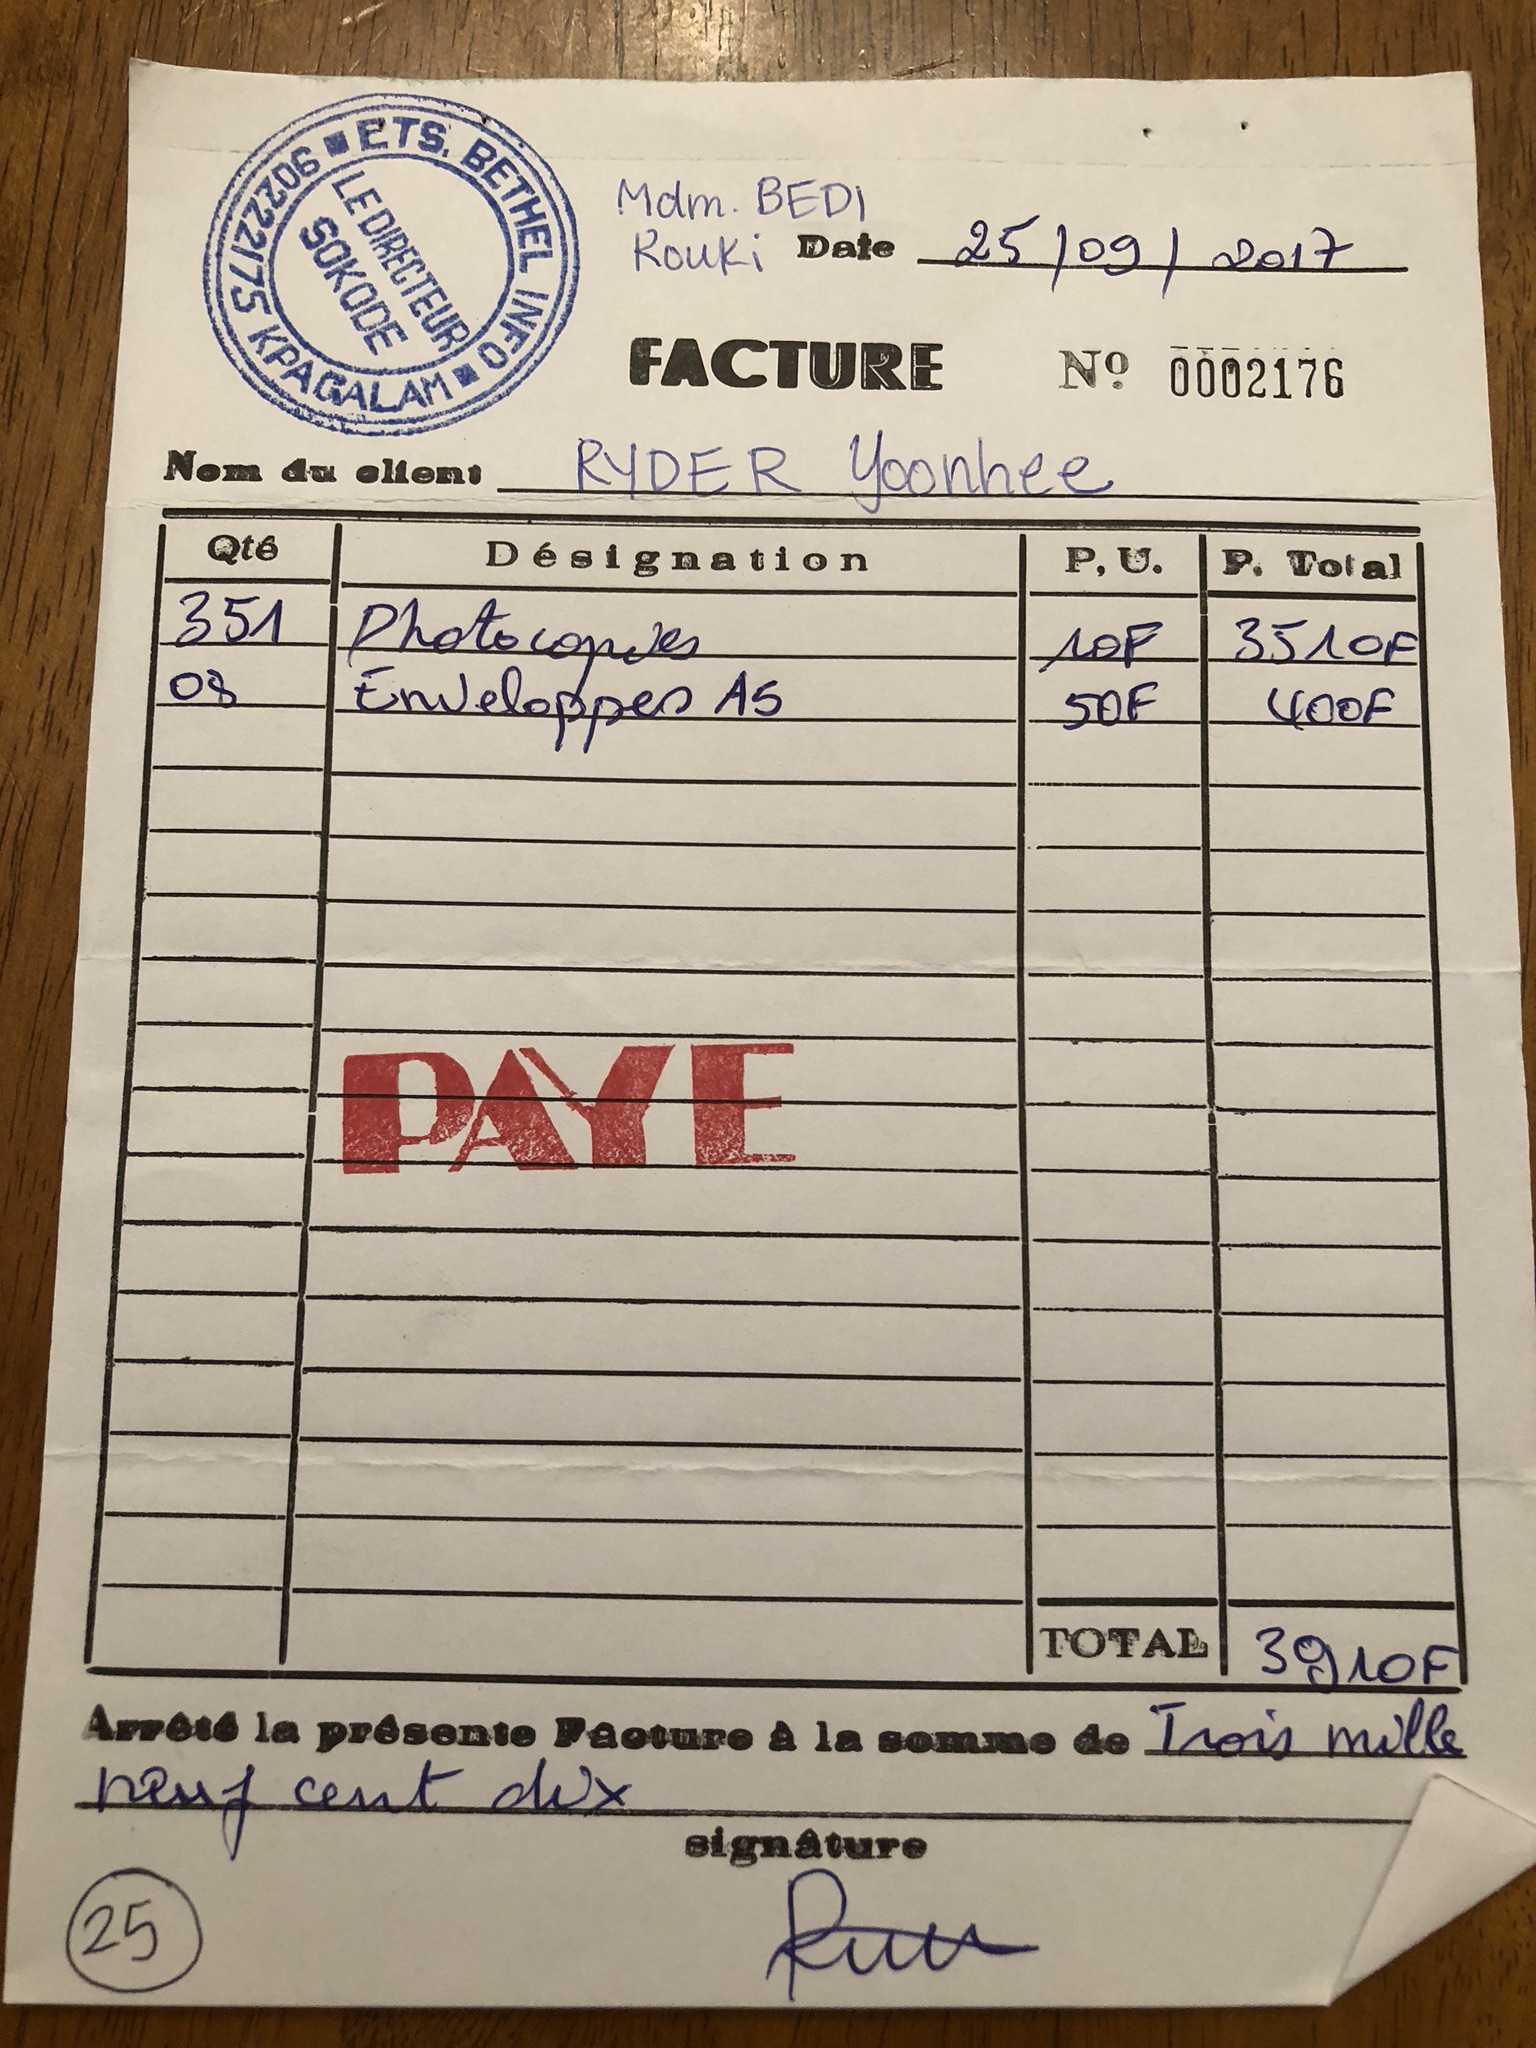 ETS. BETHEL INFO
90222175 KPAGALAM
LE DIRECTEUR
SOKODE
Mdm. BEDI
Rouki
Date 25/09/2017
FACTURE Nº 0002176
Nom du client RYDER Yoonhee
Qté Désignation P.U. P. Total
351 Photocopies 10F 3510F
08 Enveloppes A5 50F 400F
PAYE
TOTAL 3910F
Arrêté la présente Facture à la somme de Trois mille
neuf cent dix
signâture
25